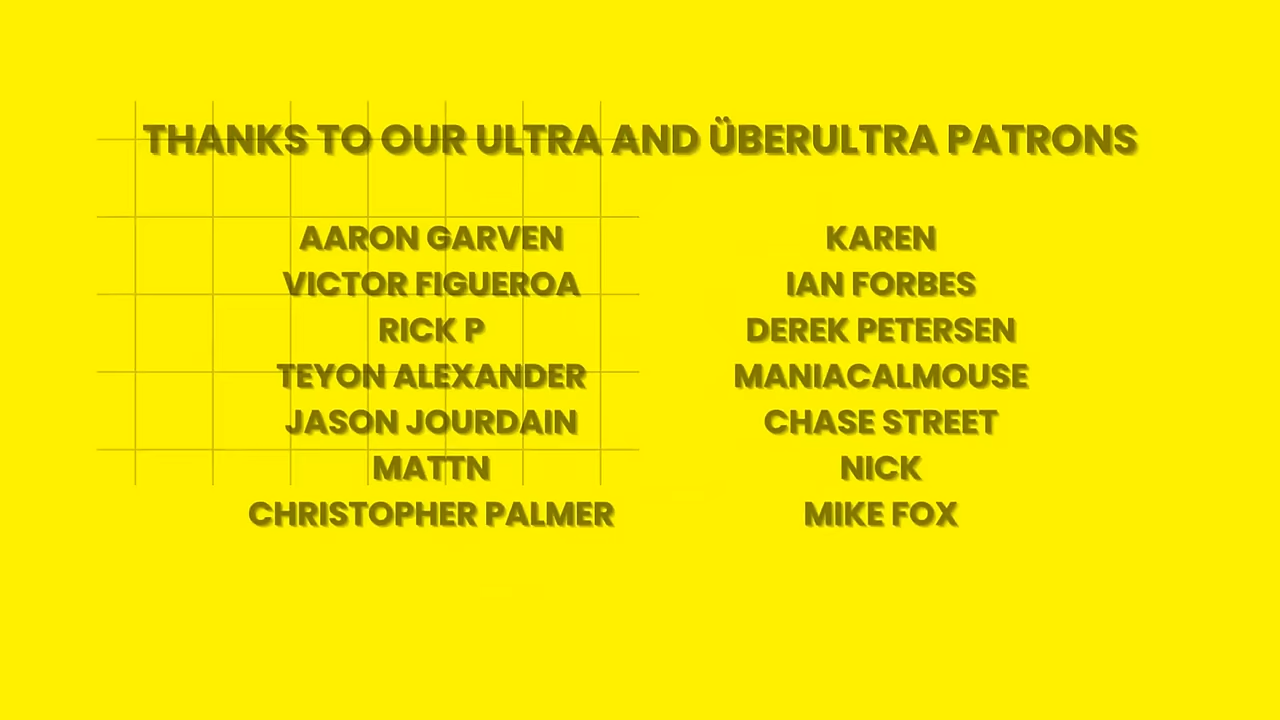 THANKS TO OUR ULTRA AND ÜBERULTRA PATRONS
AARON GARVEN
VICTOR FIGUEROA
RICK P
TEYON ALEXANDER
JASON JOURDAIN
MATTN
CHRISTOPHER PALMER
KAREN
IAN FORBES
DEREK PETERSEN
MANIACALMOUSE
CHASE STREET
NICK
MIKE FOX